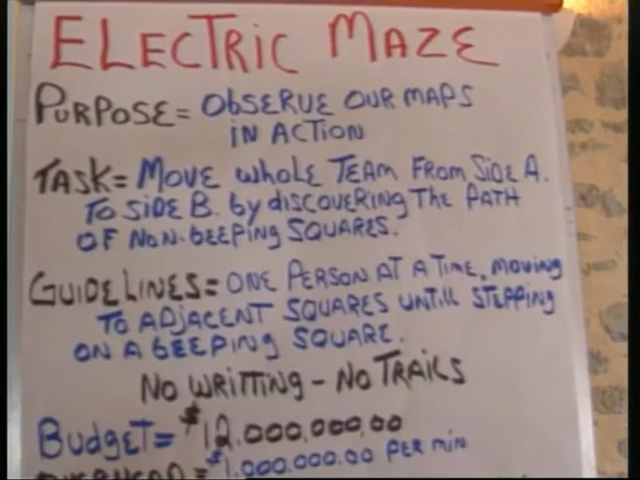 ELECTRIC MAZE
PURPOSE= OBSERVE OUR MAPS
IN ACTION
TASK= MOVE WHOLE TEAM FROM SIDE A.
TO SIDE B. by DISCOVERING THE PATH
OF NON-BEEPING SQUARES.
GUIDELINES= ONE PERSON AT A TIME, MOVING
TO ADJACENT SQUARES UNTILL STEPPING
ON A BEEPING SQUARE.
NO WRITTING - NO TRAILS
BUDGET= $12.000,000.00
OVERHEAD= $1.000.000.00 PER MIN